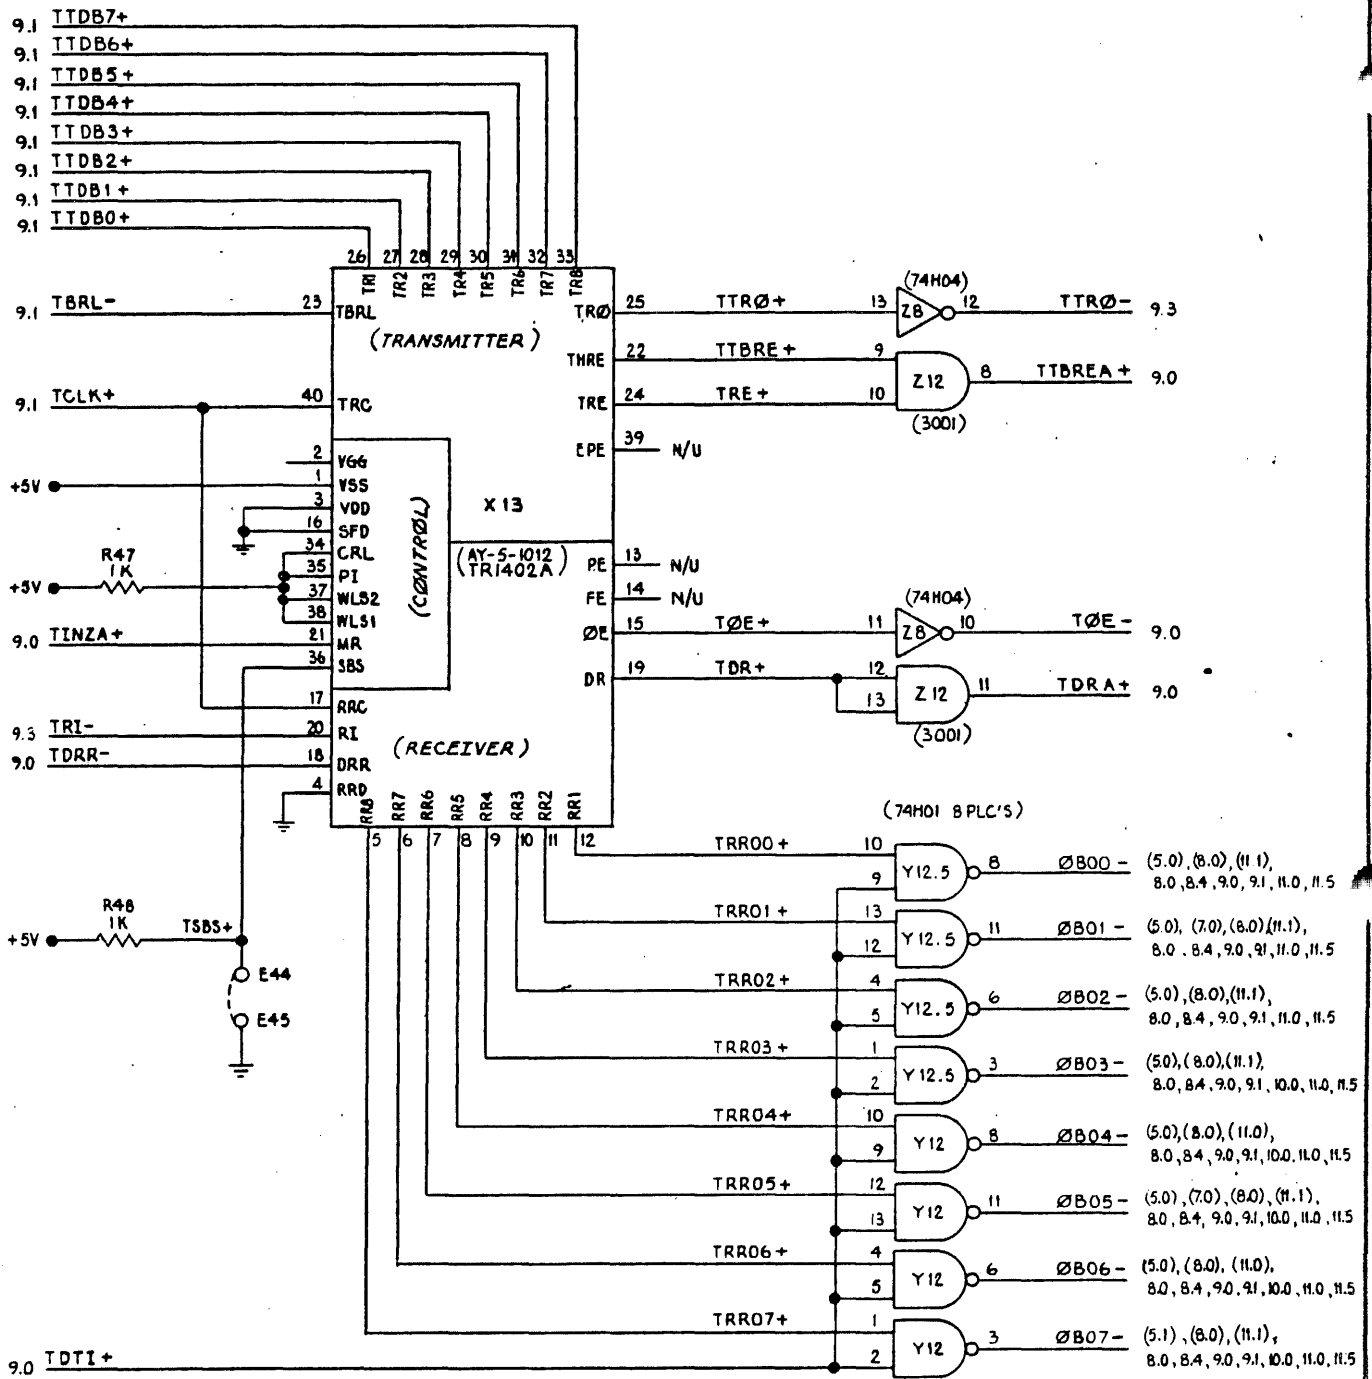 9.1 TTDB7+
9.1 TTDB6+
9.1 TTDB5+
9.1 TTDB4+
9.1 TTDB3+
9.1 TTDB2+
9.1 TTDB1+
9.1 TTDB0+
26 27 28 29 30 31 32 33
TR1 TR2 TR3 TR4 TR5 TR6 TR7 TR8
9.1 TBRL- 23 TBRL
(TRANSMITTER)
TRØ 25 TTRØ+ 13 Z8 12 TTRØ- 9.3
(74H04)
THRE 22 TTBRE+ 9
Z12 8 TTBREA+ 9.0
TRE 24 TRE+ 10
(3001)
9.1 TCLK+ 40 TRC
EPE 39 N/U
2 VGG
+5V 1 VSS
3 VDD
16 SFD
34 CRL
35 PI
37 WLS2
38 WLS1
R47
1K
+5V
9.0 TINZA+ 21 MR
36 SBS
(CØNTRØL)
X13
(AY-5-1012)
TR1402A
PE 13 N/U
FE 14 N/U
ØE 15 TØE+ 11 Z8 10 TØE- 9.0
(74H04)
DR 19 TDR+ 12
13
Z12 11 TDRA+ 9.0
(3001)
17 RRC
9.3 TRI- 20 RI
9.0 TDRR- 18 DRR
4 RRD
(RECEIVER)
RR8 RR7 RR6 RR5 RR4 RR3 RR2 RR1
5 6 7 8 9 10 11 12
(74H01 8 PLC'S)
TRR00+ 10 9 Y12.5 8 ØB00- (5.0),(8.0),(11.1),
8.0,8.4,9.0,9.1,11.0,11.5
TRR01+ 13 12 Y12.5 11 ØB01- (5.0),(7.0),(8.0),(11.1),
8.0.8.4,9.0,9.1,11.0,11.5
TRR02+ 4 5 Y12.5 6 ØB02- (5.0),(8.0),(11.1),
8.0,8.4,9.0,9.1,11.0,11.5
TRR03+ 1 2 Y12.5 3 ØB03- (5.0),(8.0),(11.1),
8.0,8.4,9.0,9.1,10.0,11.0,11.5
TRR04+ 10 9 Y12 8 ØB04- (5.0),(8.0),(11.0),
8.0,8.4,9.0,9.1,10.0,11.0,11.5
TRR05+ 12 13 Y12 11 ØB05- (5.0),(7.0),(8.0),(11.1),
8.0,8.4,9.0,9.1,10.0,11.0,11.5
TRR06+ 4 5 Y12 6 ØB06- (5.0),(8.0),(11.0),
8.0,8.4,9.0,9.1,10.0,11.0,11.5
TRR07+ 1 2 Y12 3 ØB07- (5.1),(8.0),(11.1),
8.0,8.4,9.0,9.1,10.0,11.0,11.5
R48
1K
+5V TSBS+
E44
E45
9.0 TDTI+